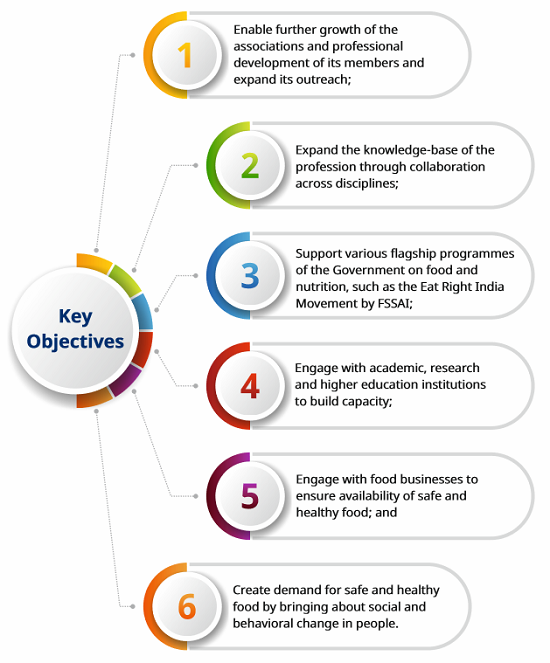 1
Enable further growth of the
associations and professional
development of its members and
expand its outreach;
2
Expand the knowledge-base of the
profession through collaboration
across disciplines;
3
Support various flagship programmes
of the Government on food and
nutrition, such as the Eat Right India
Movement by FSSAI;
Key
Objectives
4
Engage with academic, research
and higher education institutions
to build capacity;
5
Engage with food businesses to
ensure availability of safe and
healthy food; and
6
Create demand for safe and healthy
food by bringing about social and
behavioral change in people.